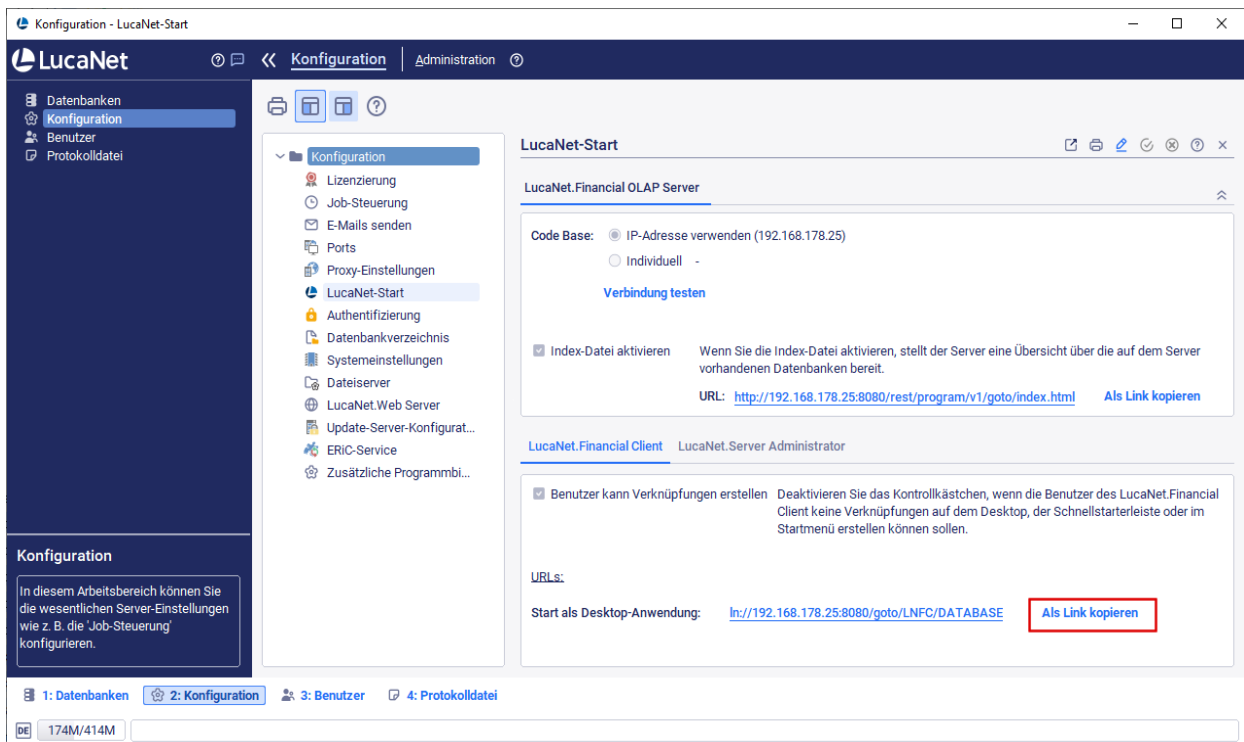 Konfiguration - LucaNet-Start
LucaNet
Konfiguration
Administration
Datenbanken
Konfiguration
Benutzer
Protokolldatei
Konfiguration
Lizenzierung
Job-Steuerung
E-Mails senden
Ports
Proxy-Einstellungen
LucaNet-Start
Authentifizierung
Datenbankverzeichnis
Systemeinstellungen
Dateiserver
LucaNet.Web Server
Update-Server-Konfigurat...
ERiC-Service
Zusätzliche Programmbi...
LucaNet-Start
LucaNet.Financial OLAP Server
Code Base: IP-Adresse verwenden (192.168.178.25)
Individuell -
Verbindung testen
Index-Datei aktivieren Wenn Sie die Index-Datei aktivieren, stellt der Server eine Übersicht über die auf dem Server
vorhandenen Datenbanken bereit.
URL: http://192.168.178.25:8080/rest/program/v1/goto/index.html Als Link kopieren
LucaNet.Financial Client LucaNet.Server Administrator
Benutzer kann Verknüpfungen erstellen Deaktivieren Sie das Kontrollkästchen, wenn die Benutzer des LucaNet.Financial
Client keine Verknüpfungen auf dem Desktop, der Schnellstarterleiste oder im
Startmenü erstellen können sollen.
URLs:
Start als Desktop-Anwendung: ln://192.168.178.25:8080/goto/LNFC/DATABASE Als Link kopieren
Konfiguration
In diesem Arbeitsbereich können Sie
die wesentlichen Server-Einstellungen
wie z. B. die 'Job-Steuerung'
konfigurieren.
1: Datenbanken 2: Konfiguration 3: Benutzer 4: Protokolldatei
DE 174M/414M